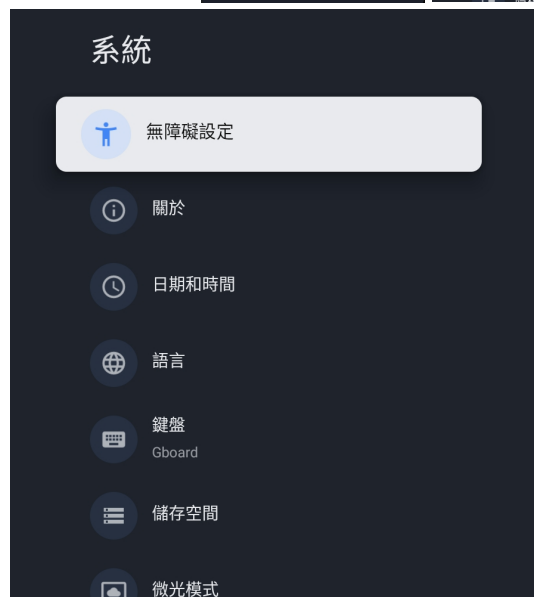 系統
無障礙設定
關於
日期和時間
語言
鍵盤
Gboard
儲存空間
微光模式